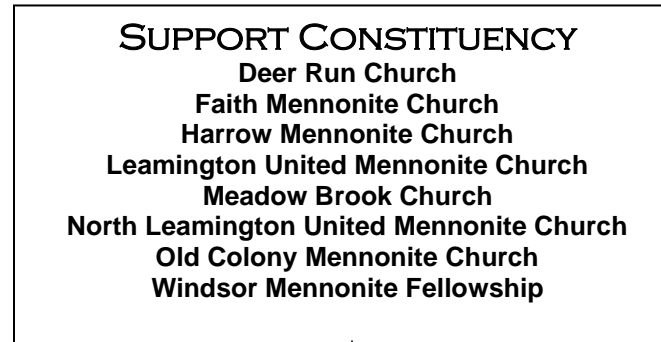 SUPPORT CONSTITUENCY
Deer Run Church
Faith Mennonite Church
Harrow Mennonite Church
Leamington United Mennonite Church
Meadow Brook Church
North Leamington United Mennonite Church
Old Colony Mennonite Church
Windsor Mennonite Fellowship